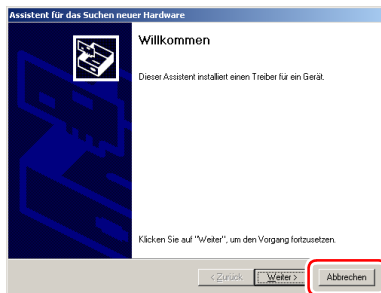 Assistent für das Suchen neuer Hardware
Willkommen
Dieser Assistent installiert einen Treiber für ein Gerät.
Klicken Sie auf "Weiter", um den Vorgang fortzusetzen.
< Zurück Weiter > Abbrechen